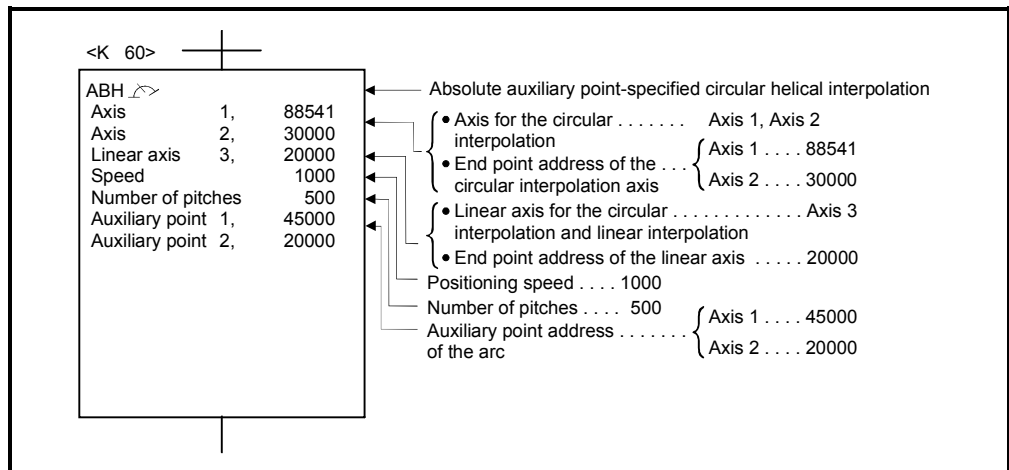 <K 60>
ABH
Axis 1, 88541
Axis 2, 30000
Linear axis 3, 20000
Speed 1000
Number of pitches 500
Auxiliary point 1, 45000
Auxiliary point 2, 20000
Absolute auxiliary point-specified circular helical interpolation
• Axis for the circular . . . . . . . Axis 1, Axis 2
interpolation
• End point address of the . . .
circular interpolation axis
Axis 1 . . . . 88541
Axis 2 . . . . 30000
• Linear axis for the circular . . . . . . . . . . . . . Axis 3
interpolation and linear interpolation
• End point address of the linear axis . . . . . 20000
Positioning speed . . . . 1000
Number of pitches . . . . 500
Auxiliary point address . . . . . . .
of the arc
Axis 1 . . . . 45000
Axis 2 . . . . 20000